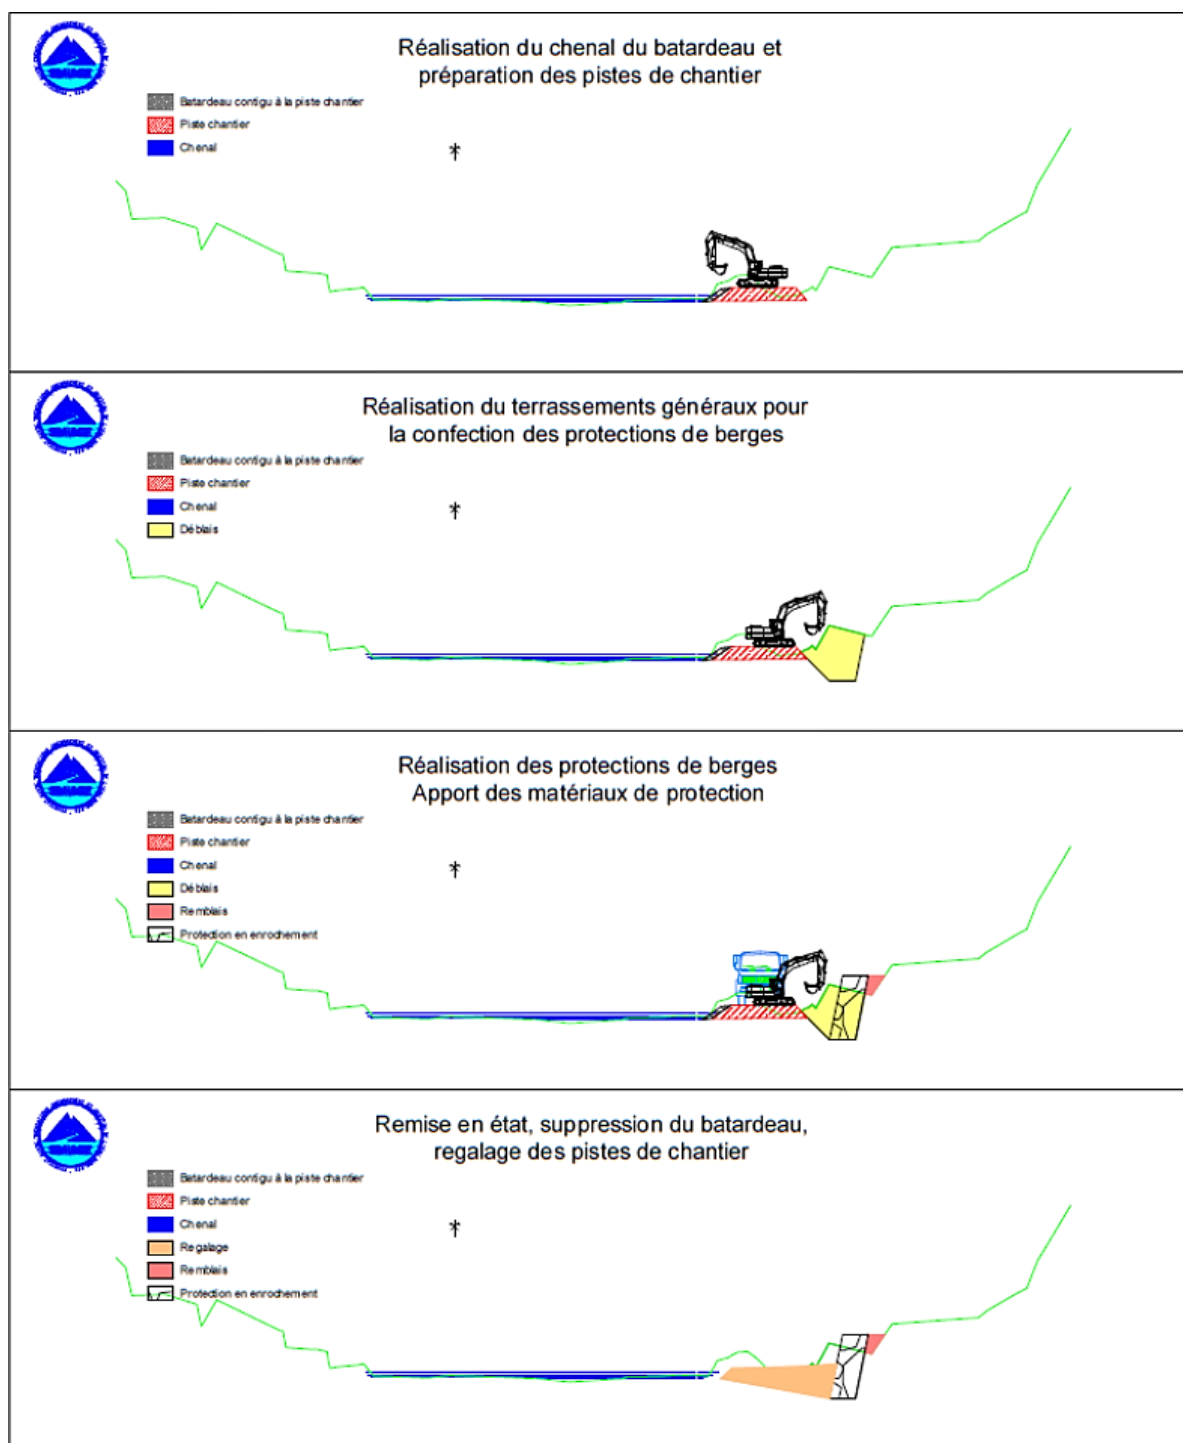 Réalisation du chenal du batardeau et
préparation des pistes de chantier
Batardeau contigu à la piste chantier
Piste chantier
Chenal
Réalisation du terrassements généraux pour
la confection des protections de berges
Batardeau contigu à la piste chantier
Piste chantier
Chenal
Déblais
Réalisation des protections de berges
Apport des matériaux de protection
Batardeau contigu à la piste chantier
Piste chantier
Chenal
Déblais
Remblais
Protection en enrochement
Remise en état, suppression du batardeau,
regalage des pistes de chantier
Batardeau contigu à la piste chantier
Piste chantier
Chenal
Regalage
Remblais
Protection en enrochement